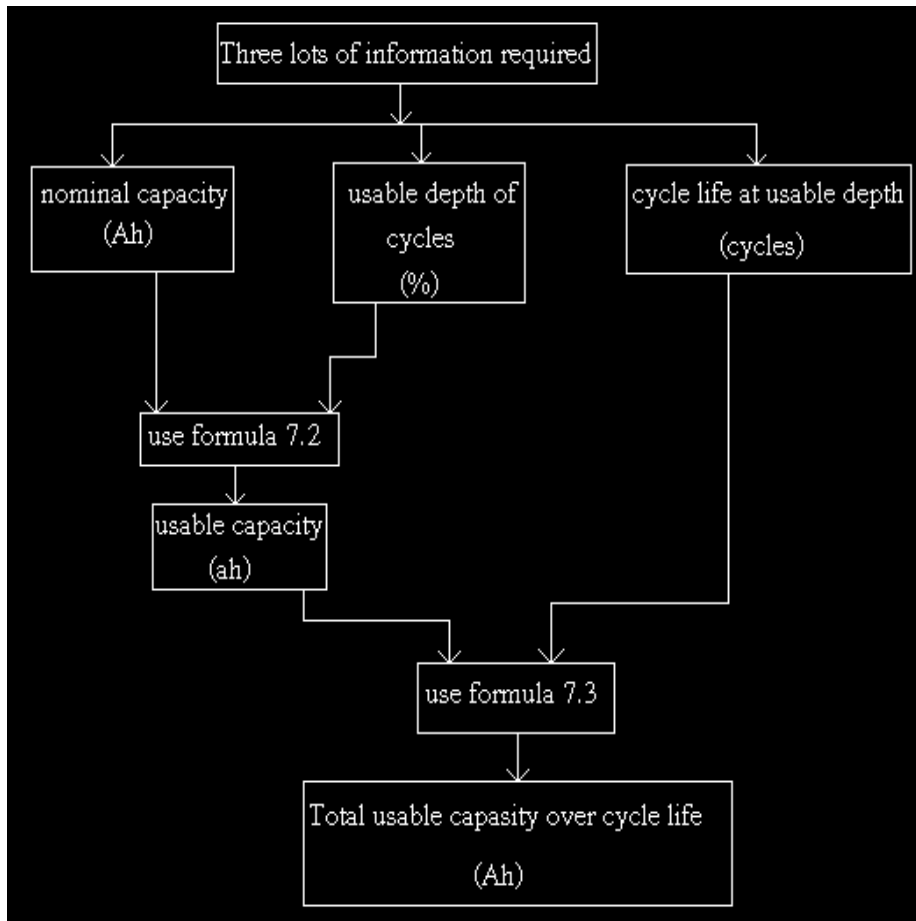 Three lots of information required
nominal capacity
(Ah)
usable depth of
cycles
(%)
cycle life at usable depth
(cycles)
use formula 7.2
usable capacity
(ah)
use formula 7.3
Total usable capasity over cycle life
(Ah)